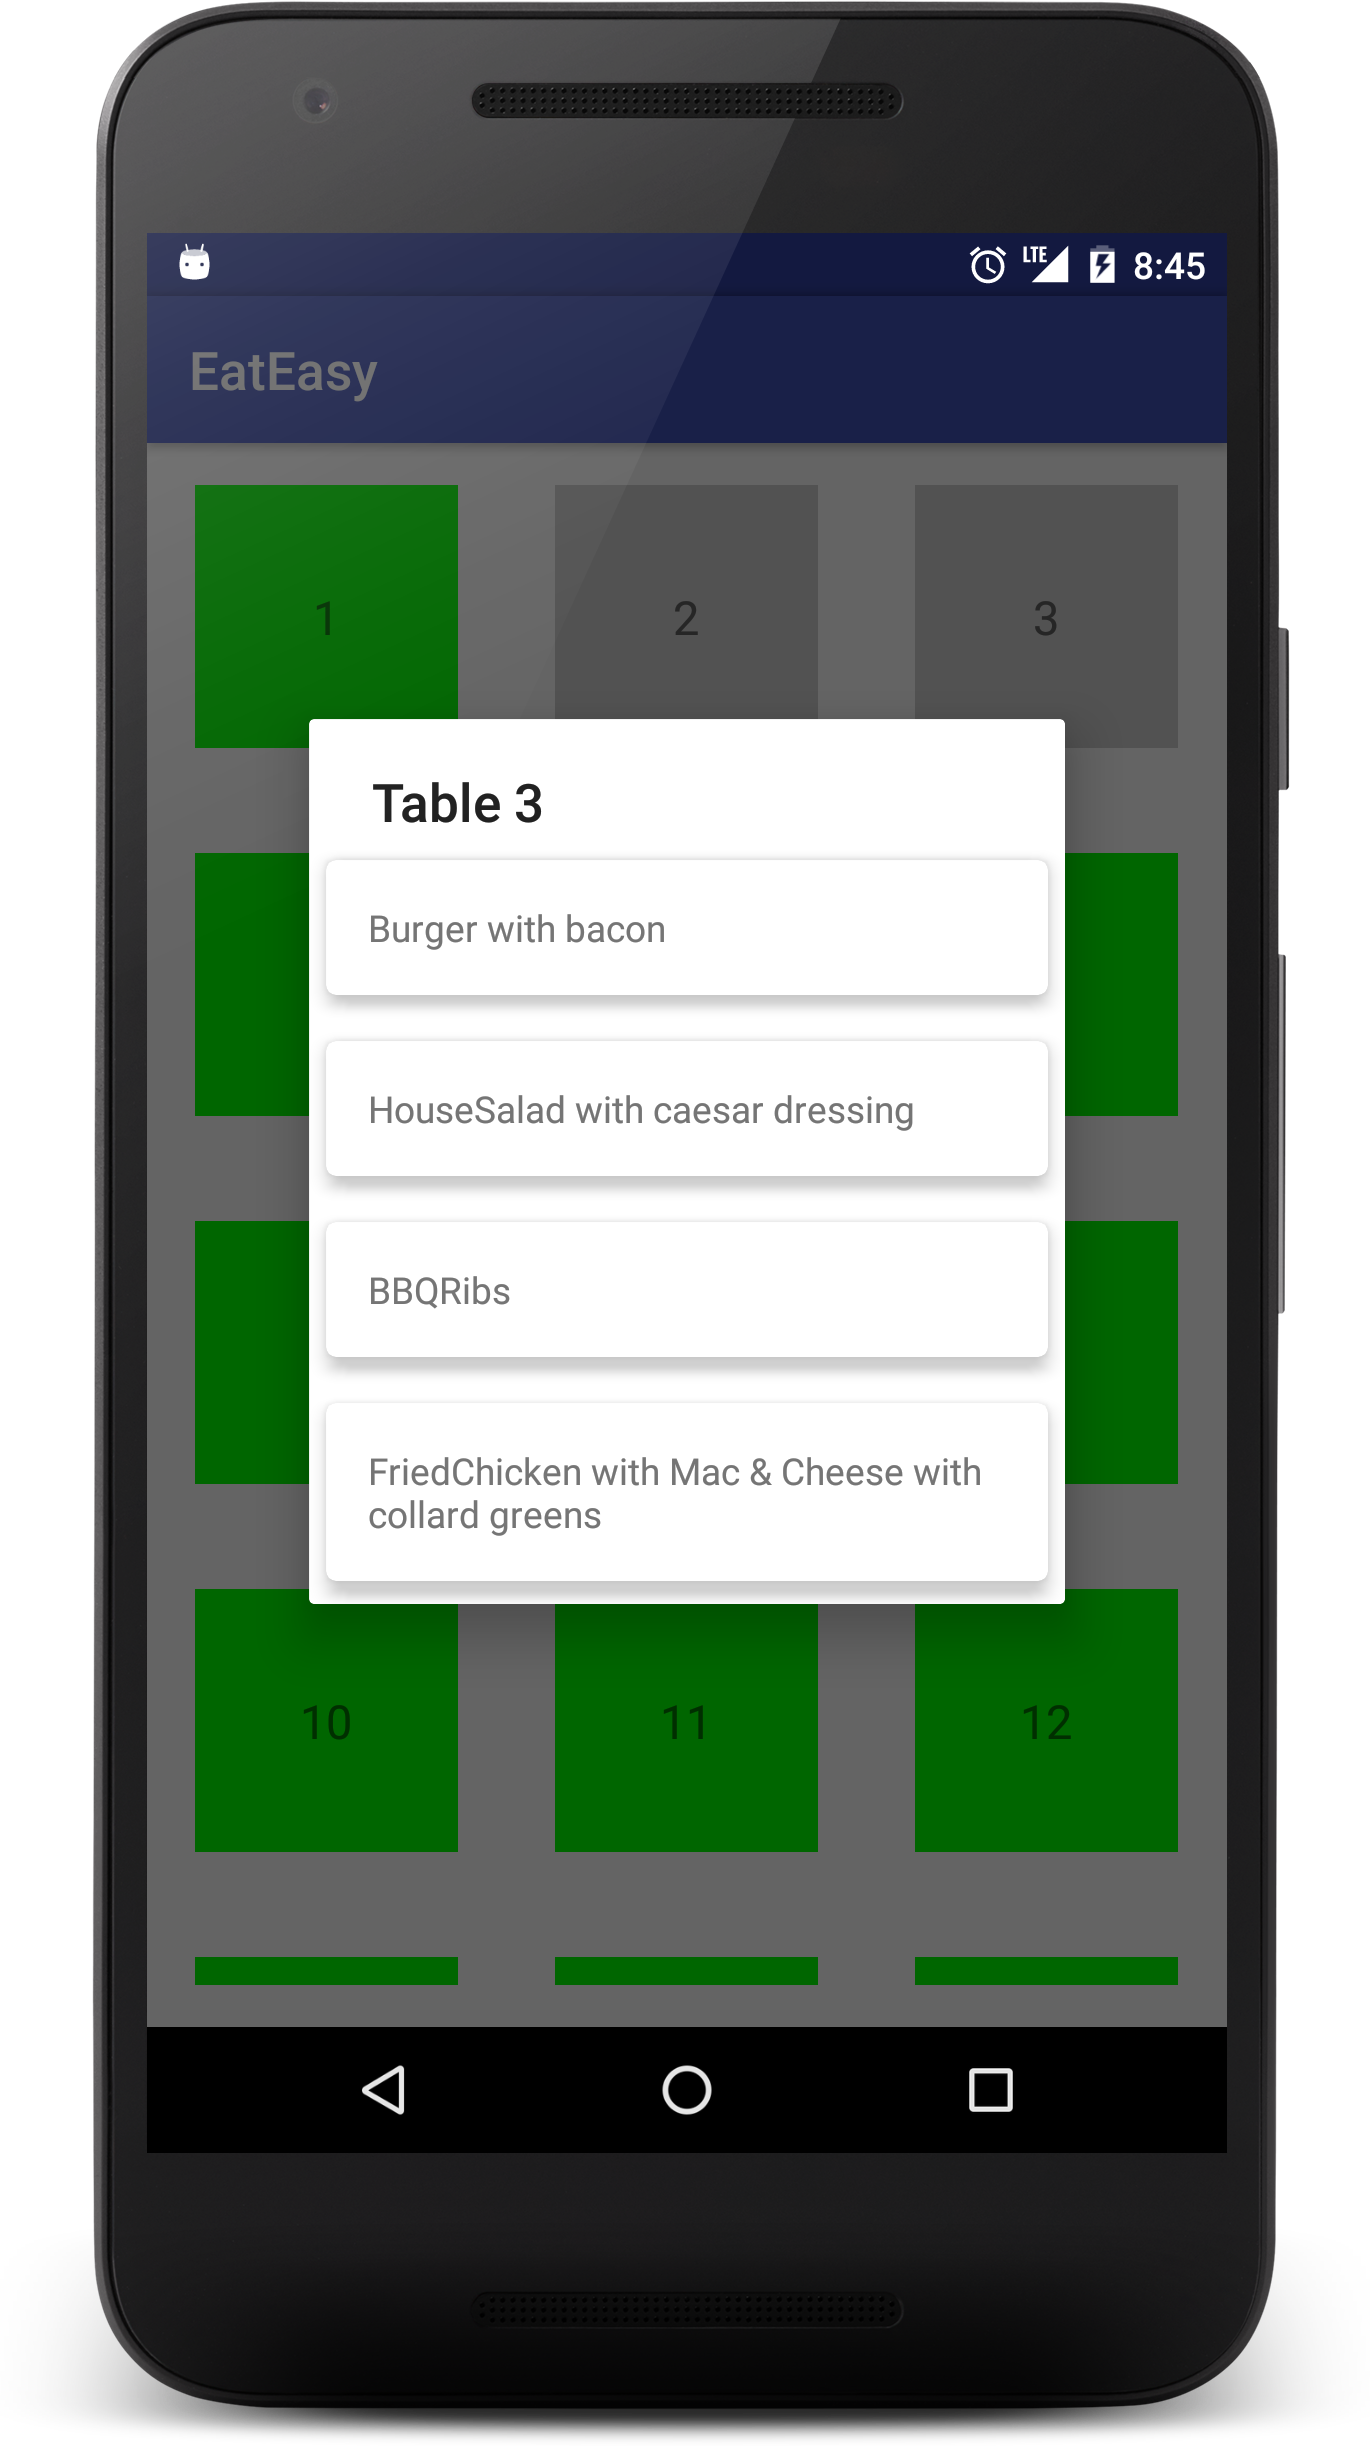 LTE 8:45
EatEasy
1 2 3
Table 3
Burger with bacon
HouseSalad with caesar dressing
BBQRibs
FriedChicken with Mac & Cheese with
collard greens
10 11 12